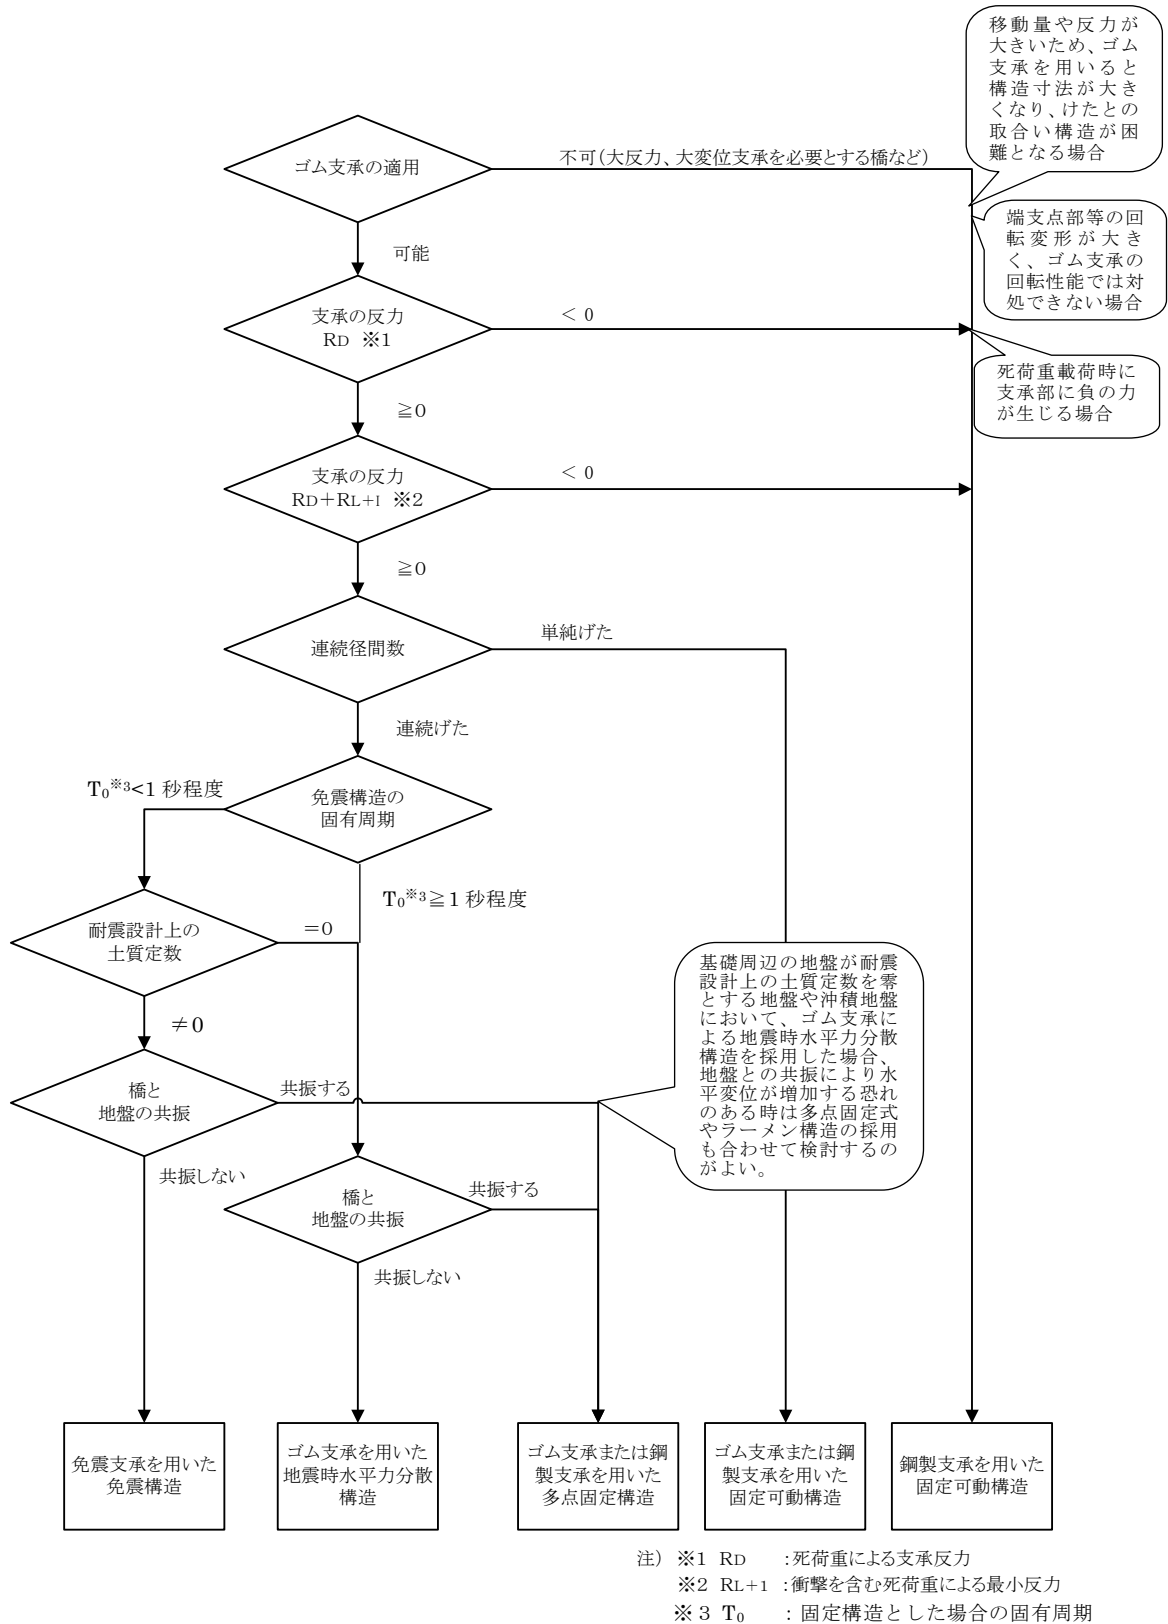 移動量や反力が
大きいため、ゴム
支承を用いると
構造寸法が大き
くなり、けたとの
取合い構造が困
難となる場合
ゴム支承の適用
不可(大反力、大変位支承を必要とする橋など)
端支点部等の回
転変形が大き
く、ゴム支承の
回転性能では対
処できない場合
可能
支承の反力
RD ※1
< 0
死荷重載荷時に
支承部に負の力
が生じる場合
≧0
支承の反力
RD+RL+I ※2
< 0
≧0
連続径間数
単純げた
連続げた
免震構造の
固有周期
T₀※3<1 秒程度
T₀※3≧1 秒程度
耐震設計上の
土質定数
=0
≠0
基礎周辺の地盤が耐震
設計上の土質定数を零
とする地盤や沖積地盤
において、ゴム支承に
よる地震時水平力分散
構造を採用した場合、
地盤との共振により水
平変位が増加する恐れ
のある時は多点固定式
やラーメン構造の採用
も合わせて検討するの
がよい。
橋と
地盤の共振
共振する
共振しない
橋と
地盤の共振
共振する
共振しない
免震支承を用いた
免震構造
ゴム支承を用いた
地震時水平力分散
構造
ゴム支承または鋼
製支承を用いた
多点固定構造
ゴム支承または鋼
製支承を用いた
固定可動構造
鋼製支承を用いた
固定可動構造
注) ※1 RD :死荷重による支承反力
※2 RL+1 :衝撃を含む死荷重による最小反力
※3 T₀ :固定構造とした場合の固有周期